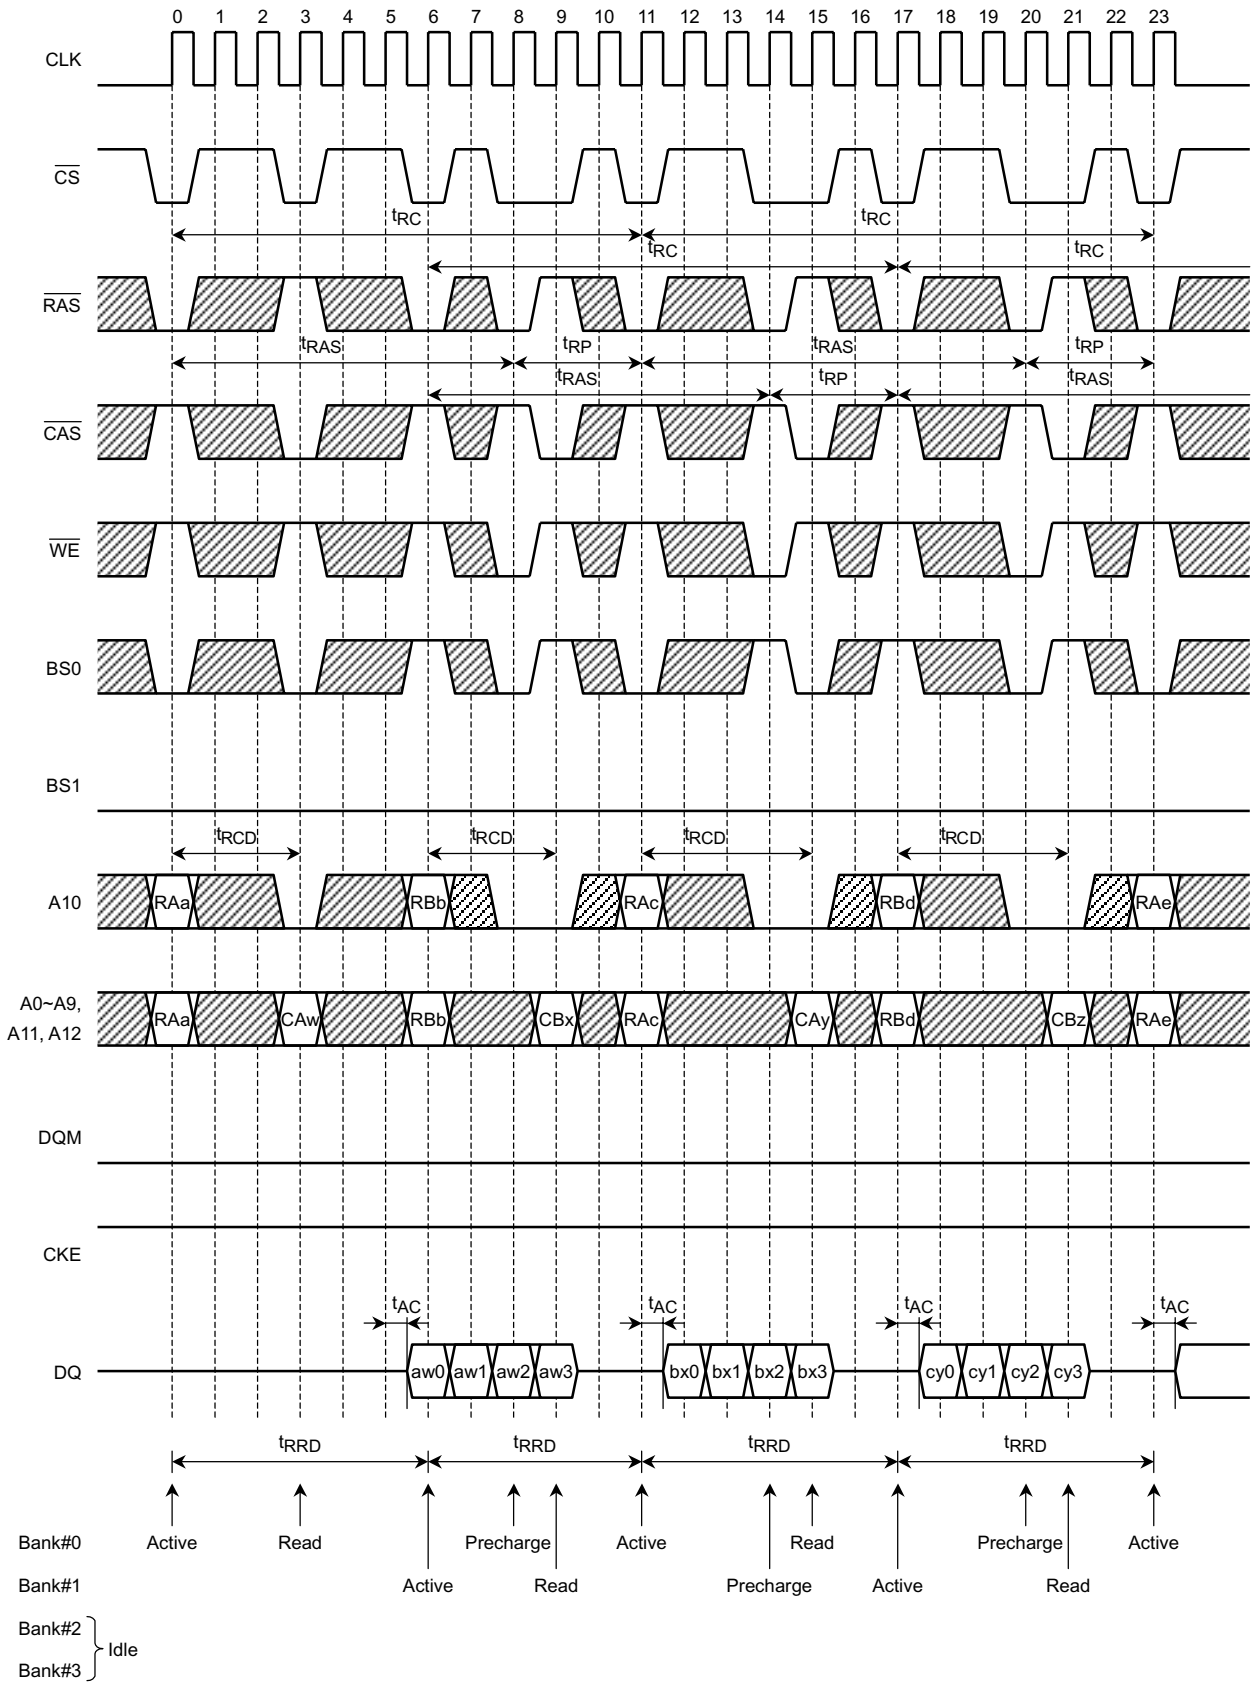 0 1 2 3 4 5 6 7 8 9 10 11 12 13 14 15 16 17 18 19 20 21 22 23
CLK
CS
tRC tRC
tRC tRC
RAS
tRAS tRP tRAS tRP
tRAS tRP tRAS
CAS
WE
BS0
BS1
tRCD tRCD tRCD tRCD
A10 RAa RBb RAc RBd RAe
A0~A9,
A11, A12
RAa CAw RBb CBx RAc CAy RBd CBz RAe
DQM
CKE
tAC tAC tAC tAC
DQ aw0 aw1 aw2 aw3 bx0 bx1 bx2 bx3 cy0 cy1 cy2 cy3
tRRD tRRD tRRD tRRD
Bank#0 Active Read Precharge Active Read Precharge Active
Bank#1 Active Read Precharge Active Read
Bank#2
Idle
Bank#3